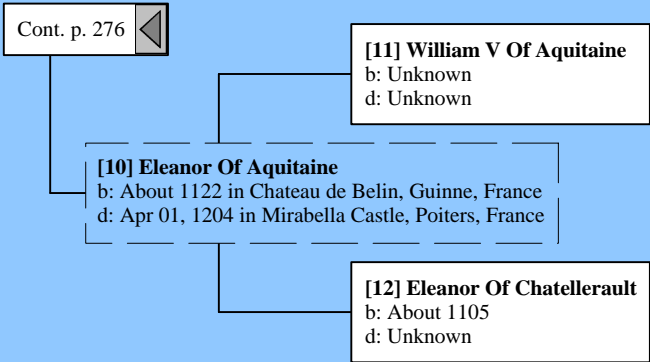 Cont. p. 276
[11] William V Of Aquitaine
b: Unknown
d: Unknown
[10] Eleanor Of Aquitaine
b: About 1122 in Chateau de Belin, Guinne, France
d: Apr 01, 1204 in Mirabella Castle, Poiters, France
[12] Eleanor Of Chatellerault
b: About 1105
d: Unknown